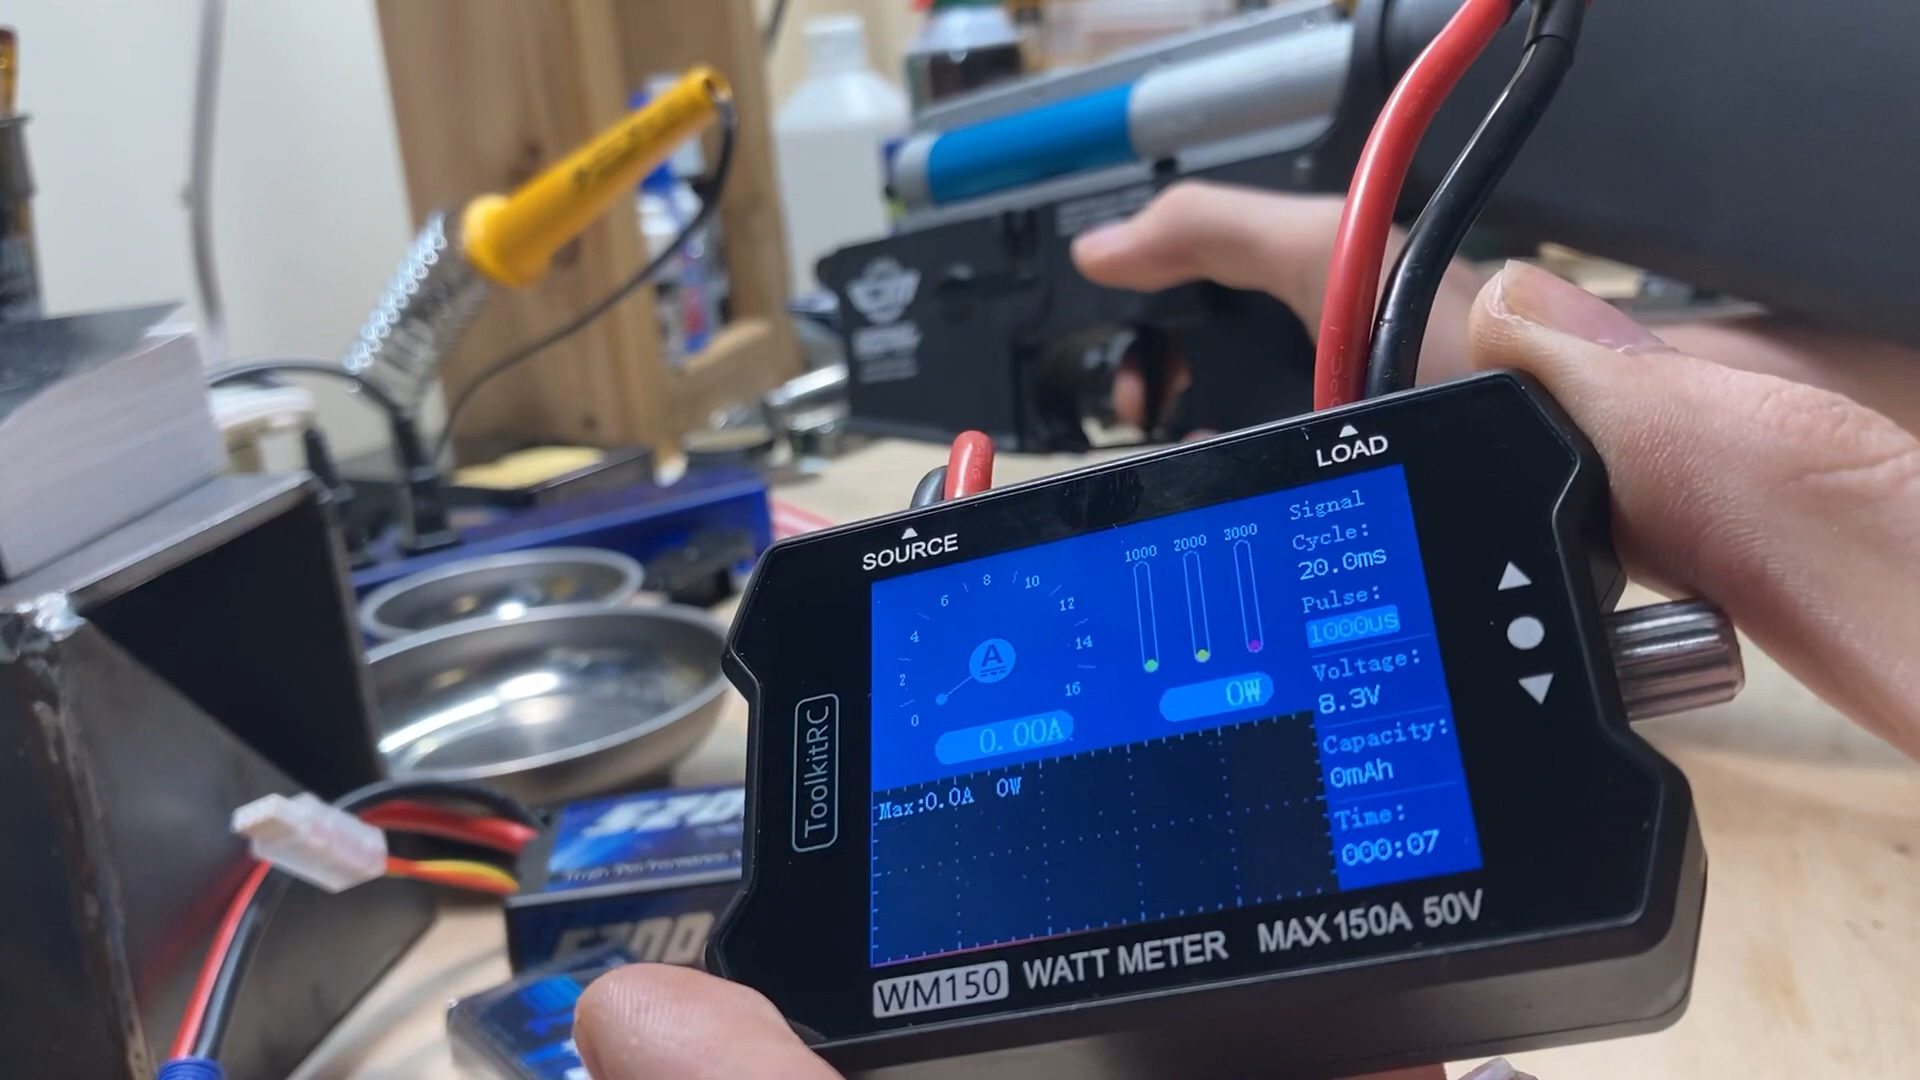 SOURCE
LOAD
ToolkitRC
0
2
4
6
8
10
12
14
16
A
0.00A
1000
2000
3000
0W
Signal
Cycle:
20.0ms
Pulse:
1000us
Voltage:
8.3V
Capacity:
0mAh
Time:
000:07
Max:0.0A 0W
WM150 WATT METER MAX 150A 50V
5200
5200